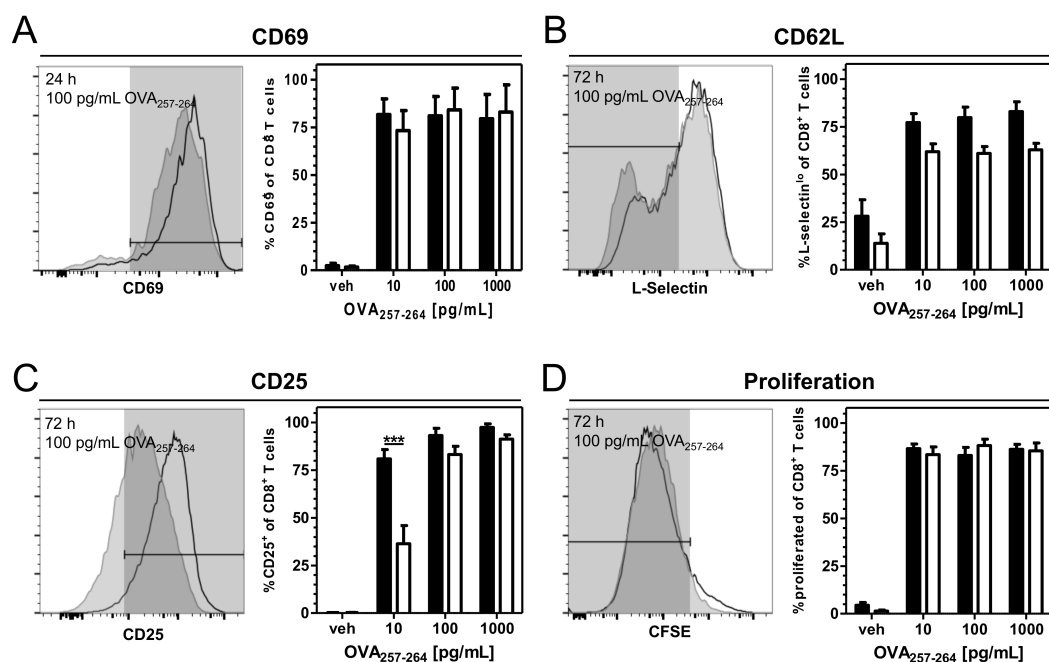 A
CD69
24 h
100 pg/mL OVA257-264
CD69
% CD69+ of CD8 T cells
100
75
50
25
0
veh
10
100
1000
OVA257-264 [pg/mL]
B
CD62L
72 h
100 pg/mL OVA257-264
L-Selectin
% L-selectinlo of CD8+ T cells
100
75
50
25
0
veh
10
100
1000
OVA257-264 [pg/mL]
C
CD25
72 h
100 pg/mL OVA257-264
CD25
% CD25+ of CD8+ T cells
100
75
50
25
0
***
veh
10
100
1000
OVA257-264 [pg/mL]
D
Proliferation
72 h
100 pg/mL OVA257-264
CFSE
% proliferated of CD8+ T cells
100
75
50
25
0
veh
10
100
1000
OVA257-264 [pg/mL]